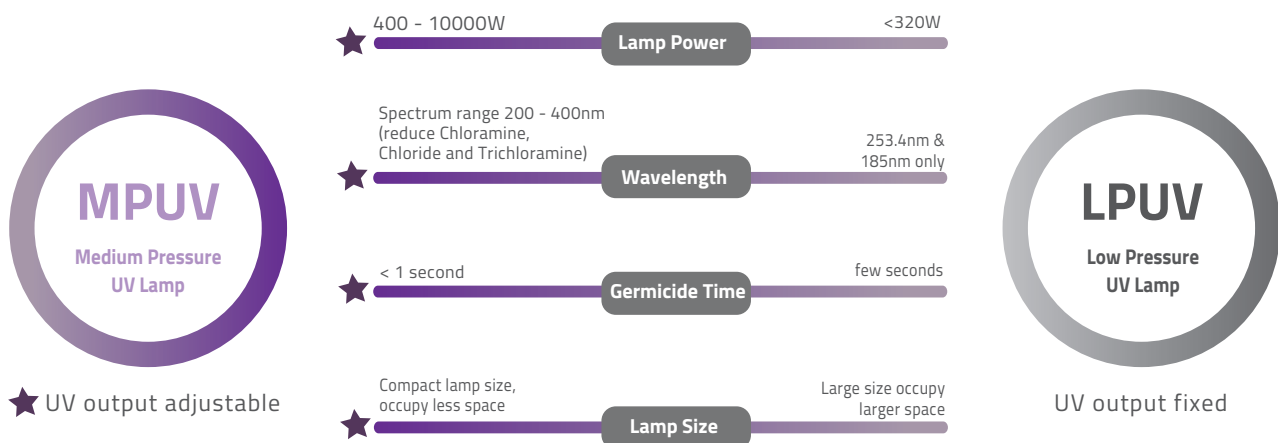 400 - 10000W
<320W
Lamp Power
Spectrum range 200 - 400nm
(reduce Chloramine,
Chloride and Trichloramine)
253.4nm &
185nm only
Wavelength
MPUV
Medium Pressure
UV Lamp
LPUV
Low Pressure
UV Lamp
< 1 second
few seconds
Germicide Time
UV output adjustable
Compact lamp size,
occupy less space
Large size occupy
larger space
Lamp Size
UV output fixed